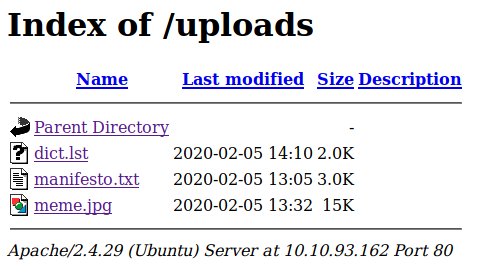 Index of /uploads
Name Last modified Size Description
Parent Directory -
dict.lst 2020-02-05 14:10 2.0K
manifesto.txt 2020-02-05 13:05 3.0K
meme.jpg 2020-02-05 13:32 15K
Apache/2.4.29 (Ubuntu) Server at 10.10.93.162 Port 80